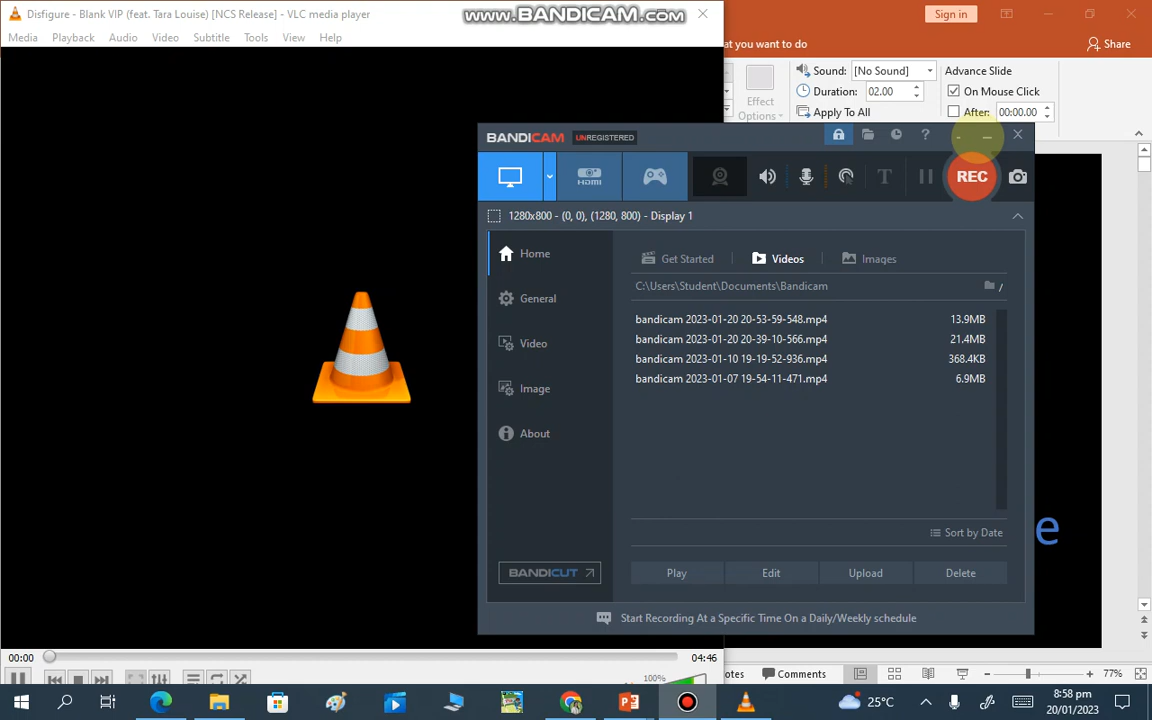 Disfigure - Blank VIP (feat. Tara Louise) [NCS Release] - VLC media player
www.BANDICAM.com
Sign in
Media Playback Audio Video Subtitle Tools View Help
at you want to do
Share
Sound: [No Sound]
Advance Slide
Effect Options
Duration: 02.00
On Mouse Click
Apply To All
After: 00:00.00
BANDICAM UNREGISTERED
HDMI
REC
1280x800 - (0, 0), (1280, 800) - Display 1
Home
General
Video
Image
About
BANDICUT
Get Started
Videos
Images
C:\Users\Student\Documents\Bandicam
bandicam 2023-01-20 20-53-59-548.mp4 13.9MB
bandicam 2023-01-20 20-39-10-566.mp4 21.4MB
bandicam 2023-01-10 19-19-52-936.mp4 368.4KB
bandicam 2023-01-07 19-54-11-471.mp4 6.9MB
Sort by Date
Play Edit Upload Delete
Start Recording At a Specific Time On a Daily/Weekly schedule
e
00:00
04:46
100%
otes
Comments
77%
25°C
8:58 pm
20/01/2023